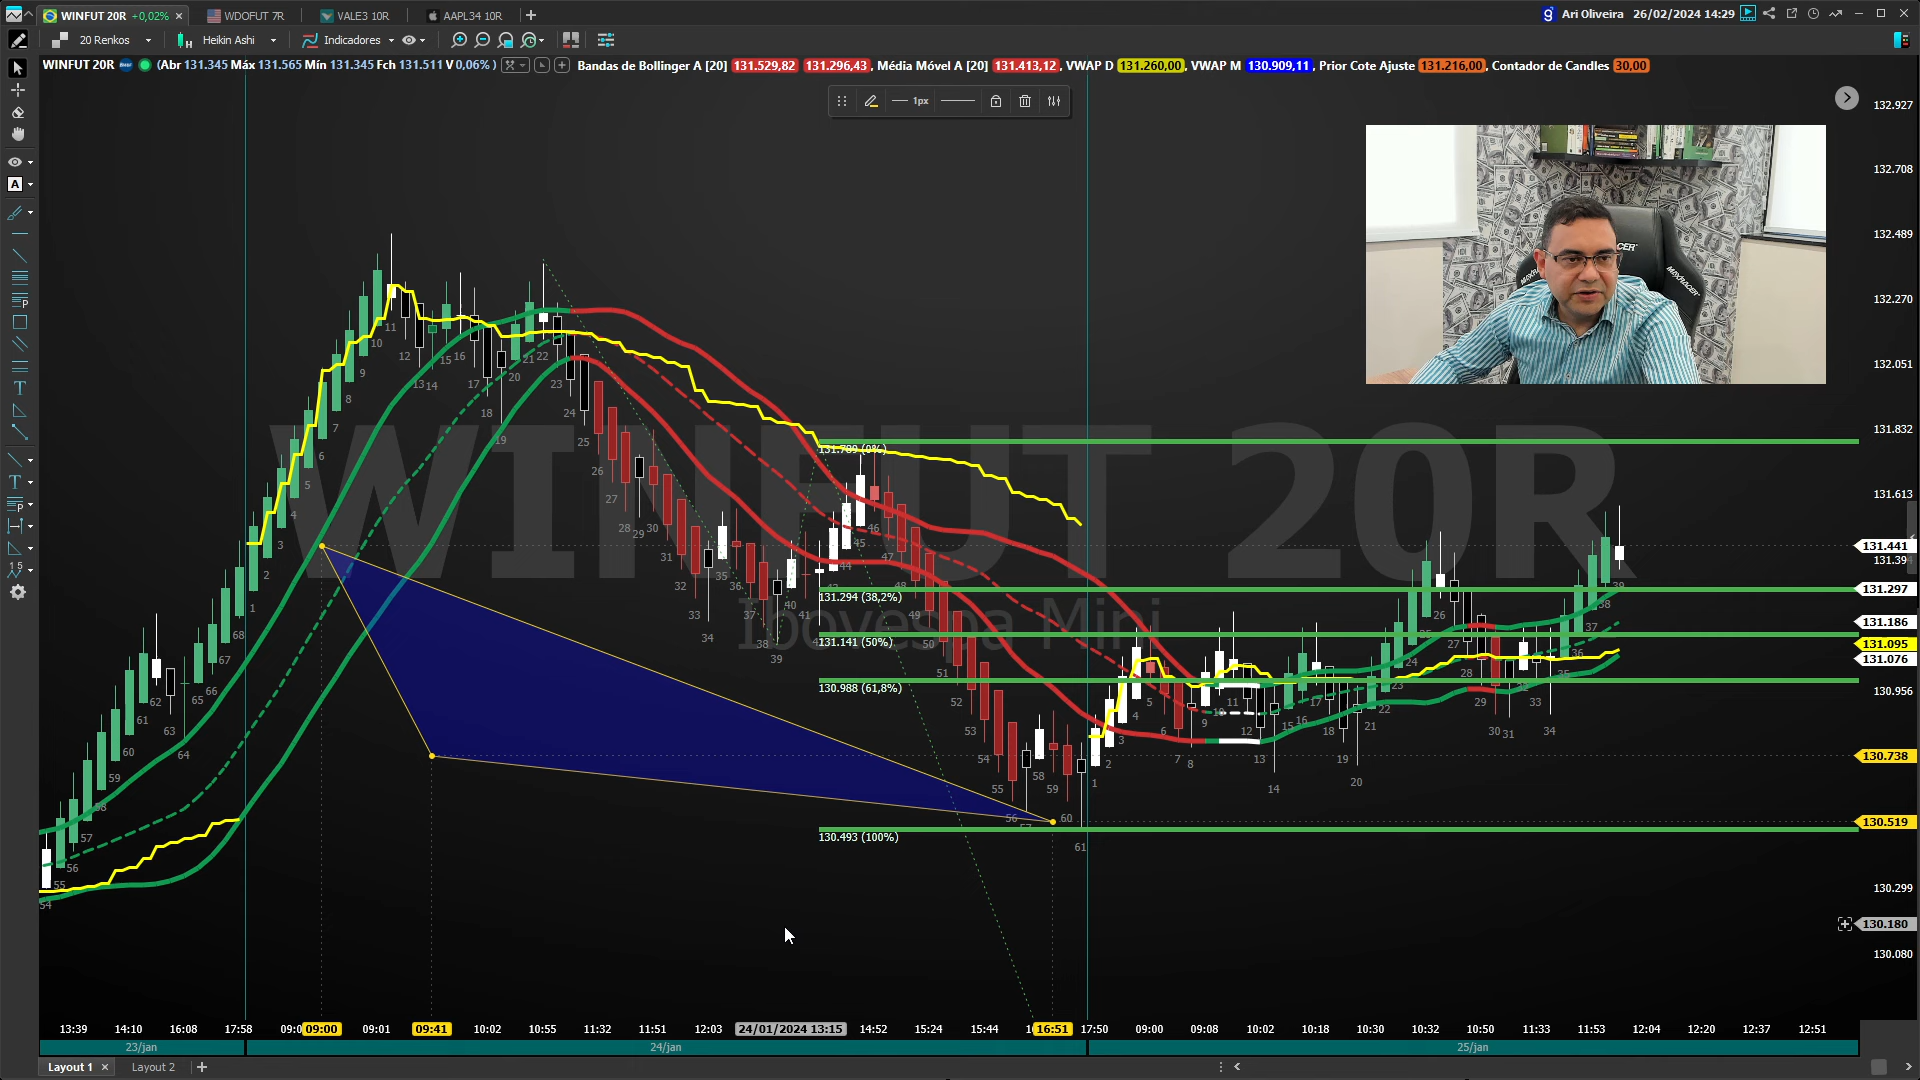 WINFUT 20R +0,02%
WDOFUT 7R
VALE3 10R
AAPL34 10R
Ari Oliveira 26/02/2024 14:29
20 Renkos
Heikin Ashi
Indicadores
WINFUT 20R (Abr 131.345 Máx 131.565 Mín 131.345 Fch 131.511 V 0,06% )
Bandas de Bollinger A [20] 131.529,82 131.296,43, Média Móvel A [20] 131.413,12, VWAP D 131.260,00, VWAP M 130.909,11, Prior Cote Ajuste 131.216,00, Contador de Candles 30,00
1px
132.927
132.708
132.489
132.270
132.051
131.832
131.613
131.441
131.297
131.186
131.095
131.076
130.956
130.738
130.519
130.299
130.180
130.080
WINFUT 20R
Ibovespa Mini
131.789 (0%)
131.294 (38,2%)
131.141 (50%)
130.988 (61,8%)
130.493 (100%)
13:39 14:10 16:08 17:58 09:00 09:01 09:41 10:02 10:55 11:32 11:51 12:03 24/01/2024 13:15 14:52 15:24 15:44 16:51 17:50 09:00 09:08 10:02 10:18 10:30 10:32 10:50 11:33 11:53 12:04 12:20 12:37 12:51
23/jan 24/jan 25/jan
Layout 1 Layout 2